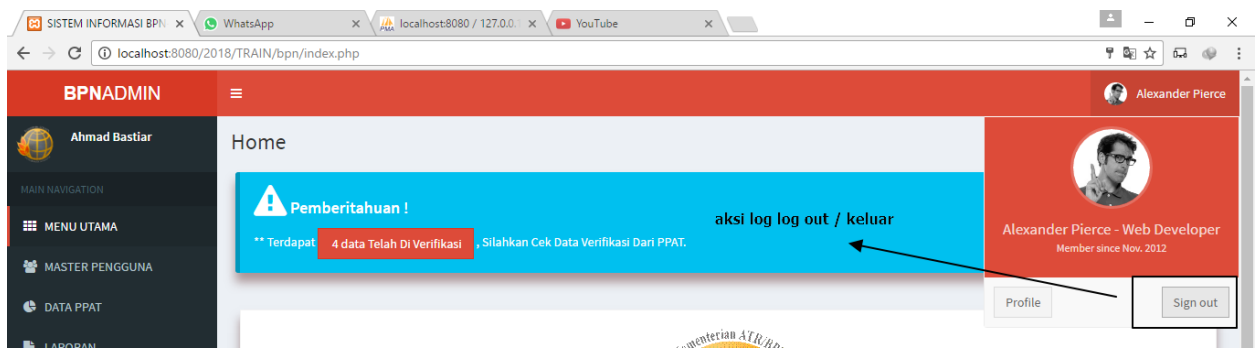 SISTEM INFORMASI BPN
WhatsApp
localhost:8080 / 127.0.0.1
YouTube
localhost:8080/2018/TRAIN/bpn/index.php
BPNADMIN
Alexander Pierce
Ahmad Bastiar
Home
MAIN NAVIGATION
MENU UTAMA
MASTER PENGGUNA
DATA PPAT
LAPORAN
Pemberitahuan !
** Terdapat 4 data Telah Di Verifikasi , Silahkan Cek Data Verifikasi Dari PPAT.
aksi log log out / keluar
Alexander Pierce - Web Developer
Member since Nov. 2012
Profile
Sign out